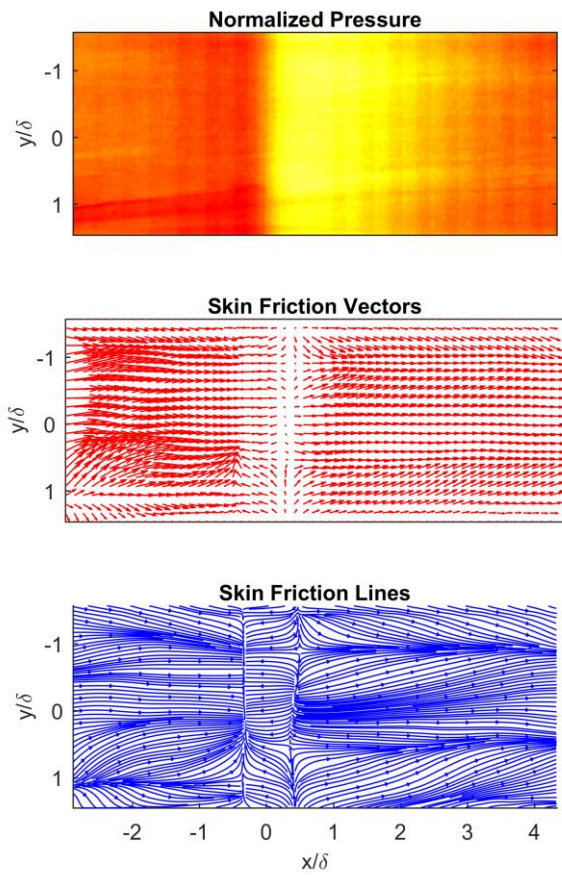 Normalized Pressure
y/δ
-1
0
1
Skin Friction Vectors
y/δ
-1
0
1
Skin Friction Lines
y/δ
-1
0
1
-2 -1 0 1 2 3 4
x/δ